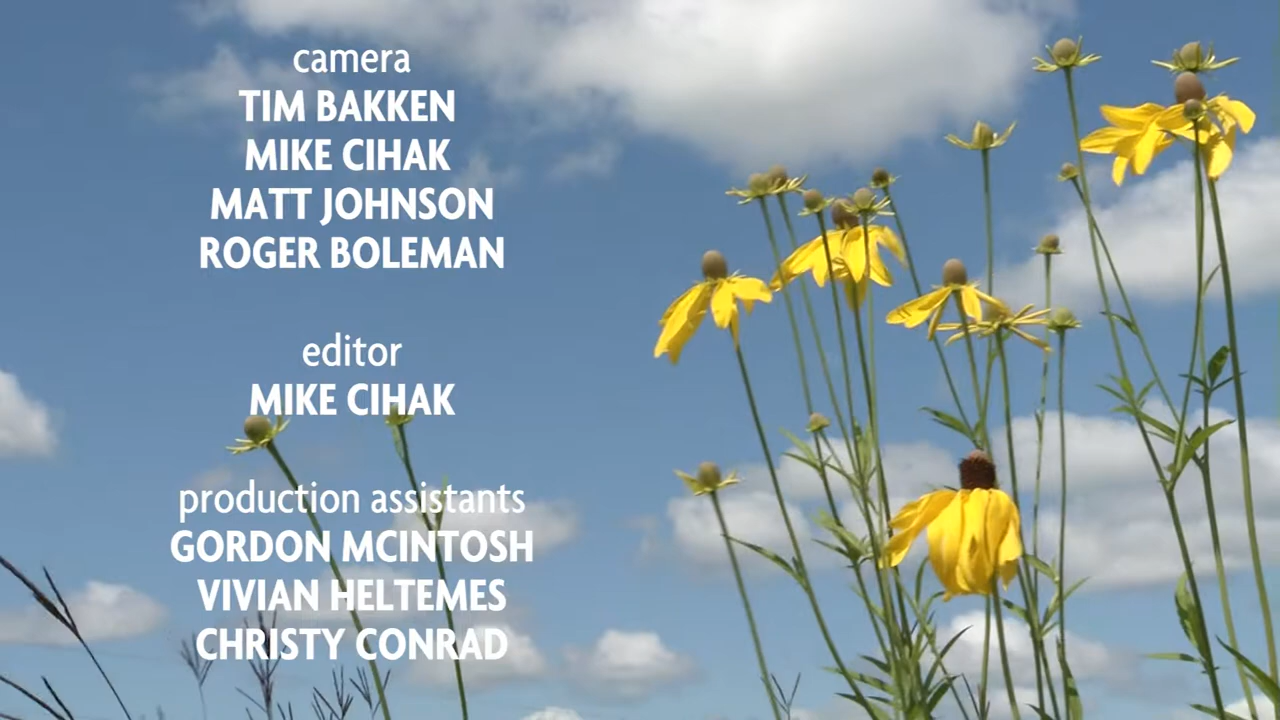 camera
TIM BAKKEN
MIKE CIHAK
MATT JOHNSON
ROGER BOLEMAN
editor
MIKE CIHAK
production assistants
GORDON MCINTOSH
VIVIAN HELTEMES
CHRISTY CONRAD